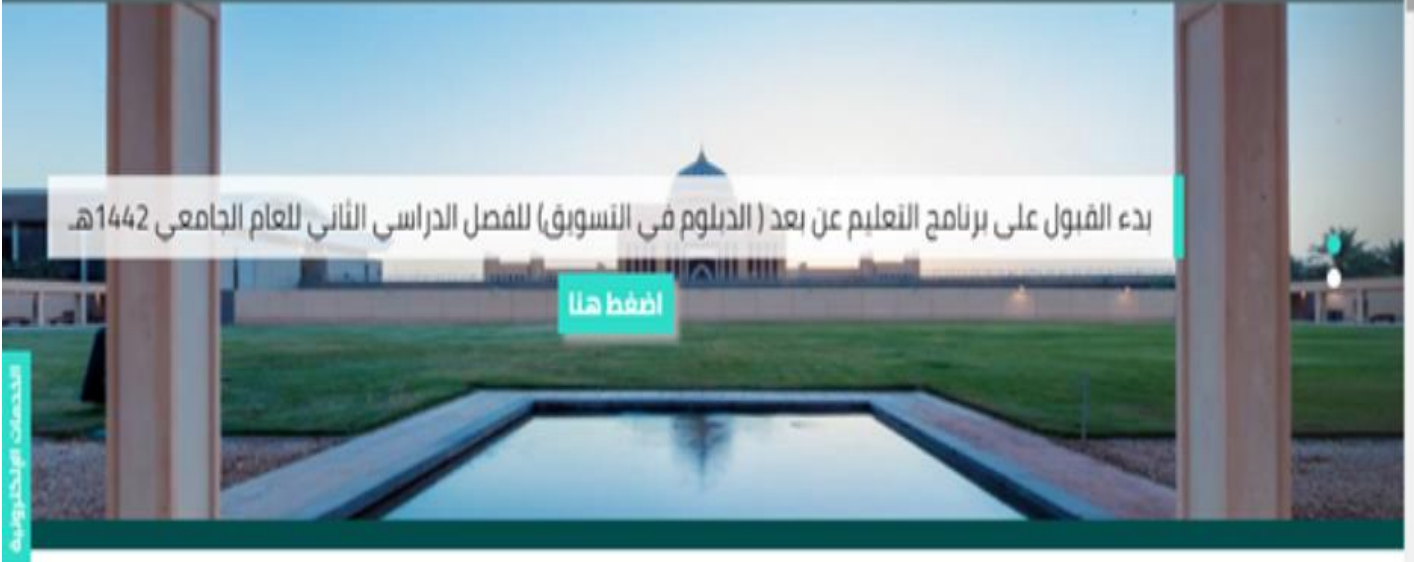 بدء القبول على برنامج التعليم عن بعد ( الدبلوم في التسويق) للفصل الدراسي الثاني للعام الجامعي 1442هـ
اضغط هنا
الخدمات الإلكترونية